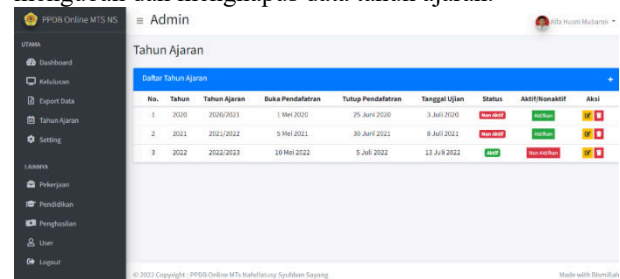 mengubah dan menghapus data tahun ajaran.
PPDB Online MTS NS
≡ Admin
Alfa Husni Mubarok
UTAMA
Dashboard
Kelulusan
Export Data
Tahun Ajaran
Setting
LAINNYA
Pekerjaan
Pendidikan
Penghasilan
User
Logout
Tahun Ajaran
Daftar Tahun Ajaran +
No. Tahun Tahun Ajaran Buka Pendafatran Tutup Pendafatran Tanggal Ujian Status Aktif/Nonaktif Aksi
1 2020 2020/2021 1 Mei 2020 25 Juni 2020 3 Juli 2020 Non Aktif Aktifkan
2 2021 2021/2022 5 Mei 2021 30 Juni 2021 8 Juli 2021 Non Aktif Aktifkan
3 2022 2022/2023 10 Mei 2022 5 Juli 2022 13 Juli 2022 Aktif Non Aktifkan
© 2022 Copyright : PPDB Online MTs Nahdlatusy Syubban Sayung. Made with Bismillah